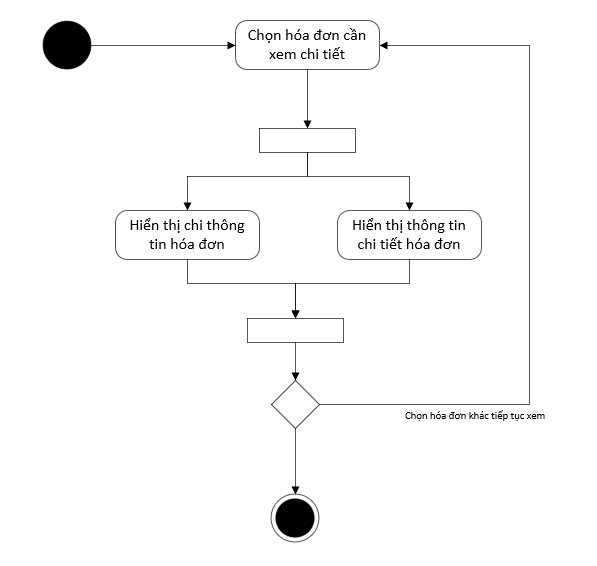 Chọn hóa đơn cần
xem chi tiết
Hiển thị chi thông
tin hóa đơn
Hiển thị thông tin
chi tiết hóa đơn
Chọn hóa đơn khác tiếp tục xem